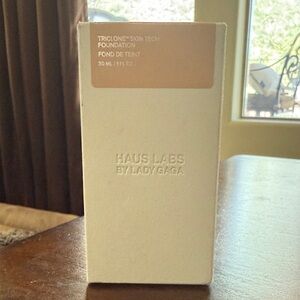 TRICLONE™ SKIN TECH
FOUNDATION
FOND DE TEINT
30 ML / 1 FL OZ
HAUS LABS
BY LADY GAGA